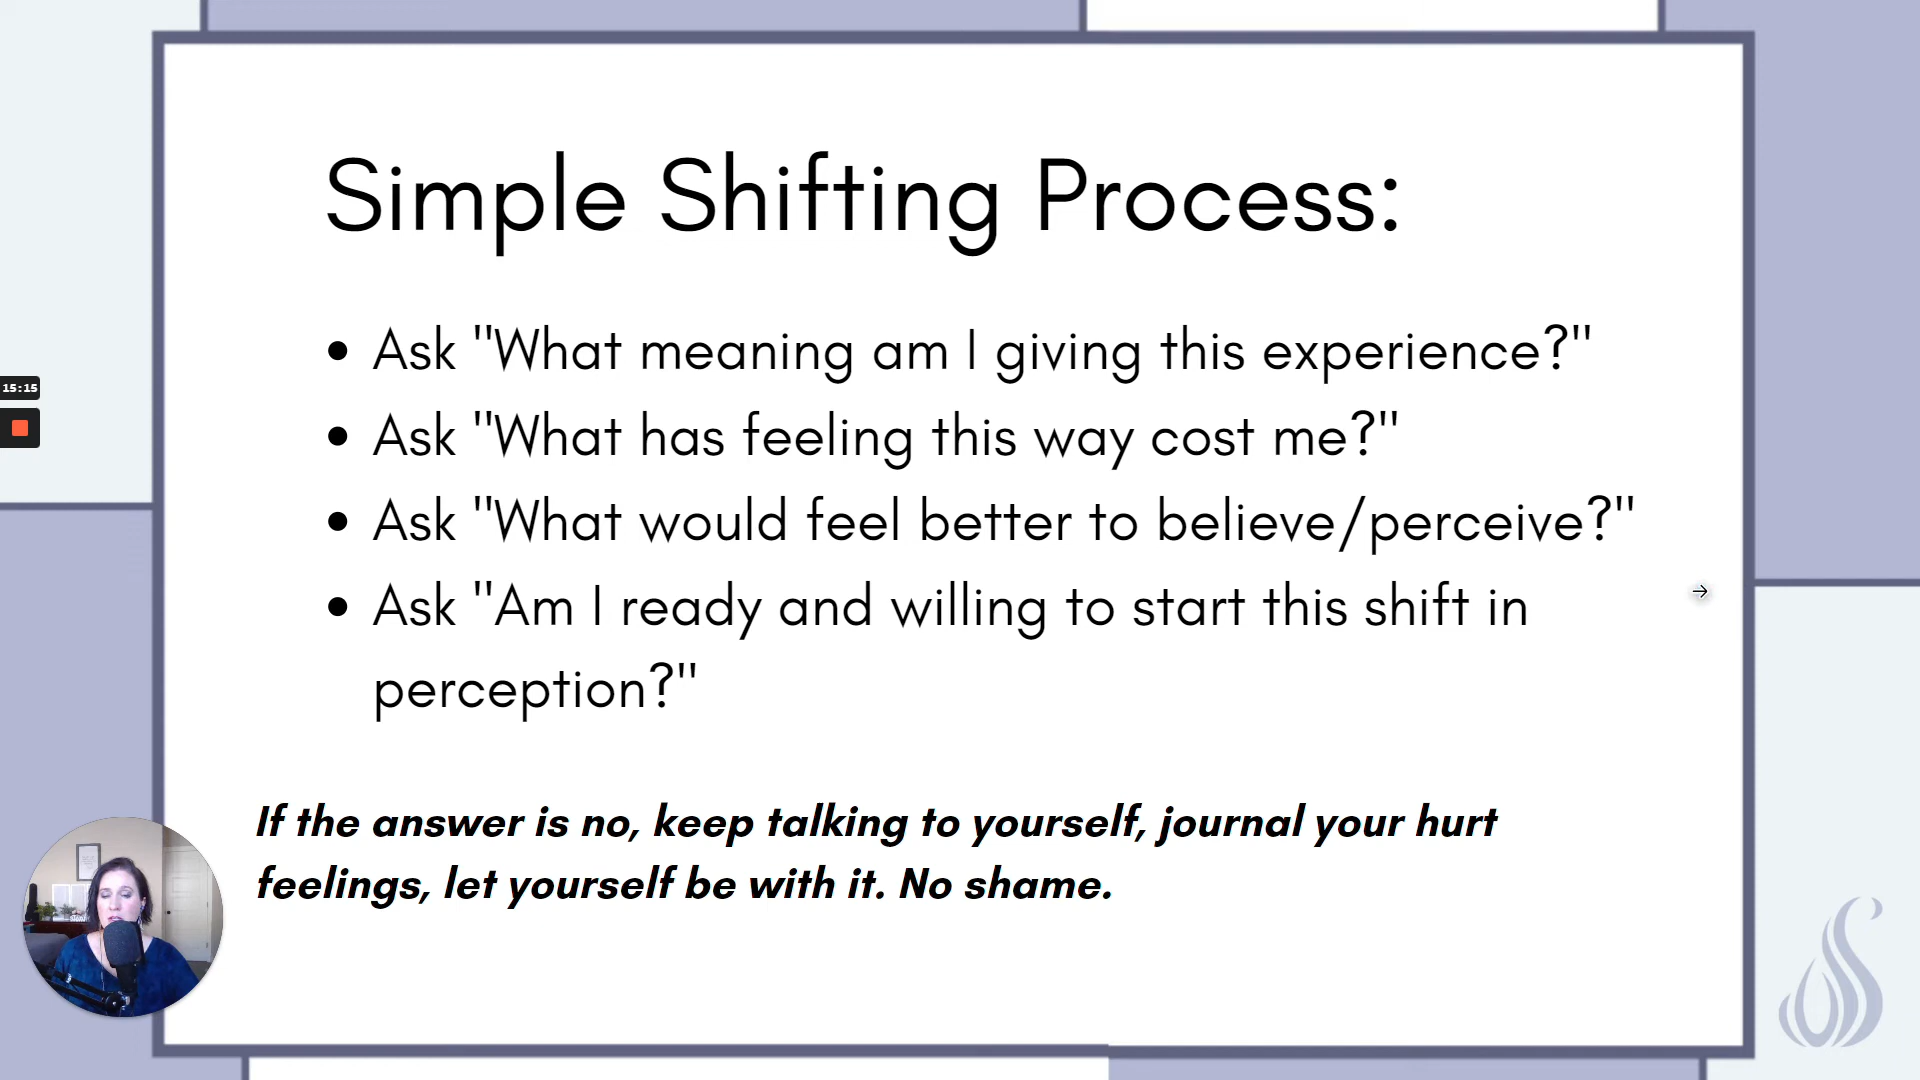 Simple Shifting Process:
• Ask "What meaning am I giving this experience?"
• Ask "What has feeling this way cost me?"
• Ask "What would feel better to believe/perceive?"
• Ask "Am I ready and willing to start this shift in
perception?"
15:15
If the answer is no, keep talking to yourself, journal your hurt
feelings, let yourself be with it. No shame.